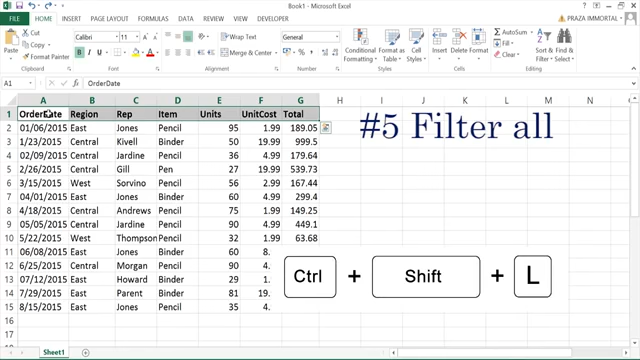 Book1 - Microsoft Excel
FILE HOME INSERT PAGE LAYOUT FORMULAS DATA REVIEW VIEW DEVELOPER PRAZA IMMORTAL
Cut
Copy
Format Painter
Clipboard
Calibri 11
B I U
Font
Wrap Text
Merge & Center
Alignment
General
Number
Conditional Formatting
Format as Table
Cell Styles
Styles
Insert Delete Format
Cells
AutoSum
Fill
Clear
Sort & Filter
Find & Select
Editing
A1 fx OrderDate
A B C D E F G H I J K L M N
1 OrderDate Region Rep Item Units UnitCost Total
2 01/06/2015 East Jones Pencil 95 1.99 189.05
3 1/23/2015 Central Kivell Binder 50 19.99 999.5
4 02/09/2015 Central Jardine Pencil 36 4.99 179.64
5 2/26/2015 Central Gill Pen 27 19.99 539.73
6 3/15/2015 West Sorvino Pencil 56 2.99 167.44
7 04/01/2015 East Jones Binder 60 4.99 299.4
8 4/18/2015 Central Andrews Pencil 75 1.99 149.25
9 05/05/2015 Central Jardine Pencil 90 4.99 449.1
10 5/22/2015 West Thompson Pencil 32 1.99 63.68
11 06/08/2015 East Jones Binder 60 8.
12 6/25/2015 Central Morgan Pencil 90 4.
13 07/12/2015 East Howard Binder 29 1.
14 7/29/2015 East Parent Binder 81 19.
15 8/15/2015 East Jones Pencil 35 4.
16
17
18
#5 Filter all
Ctrl + Shift + L
Sheet1